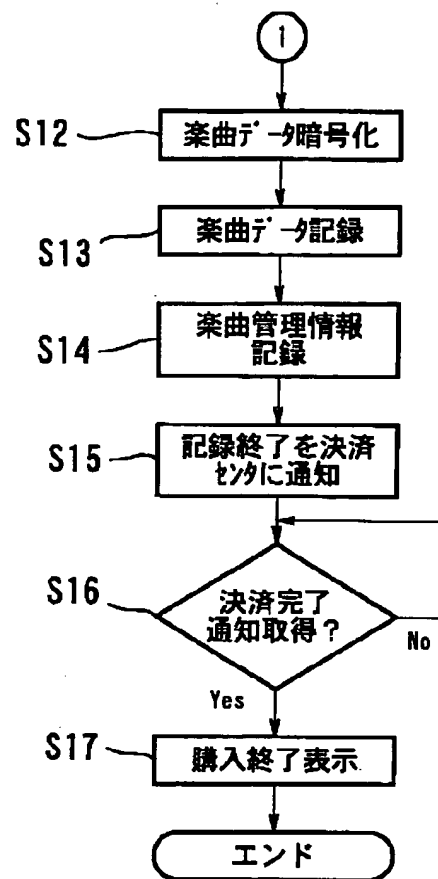 1
S12
楽曲ﾃﾞｰﾀ暗号化
S13
楽曲ﾃﾞｰﾀ記録
S14
楽曲管理情報
記録
S15
記録終了を決済
ｾﾝﾀに通知
S16
決済完了
通知取得？
No
Yes
S17
購入終了表示
エンド